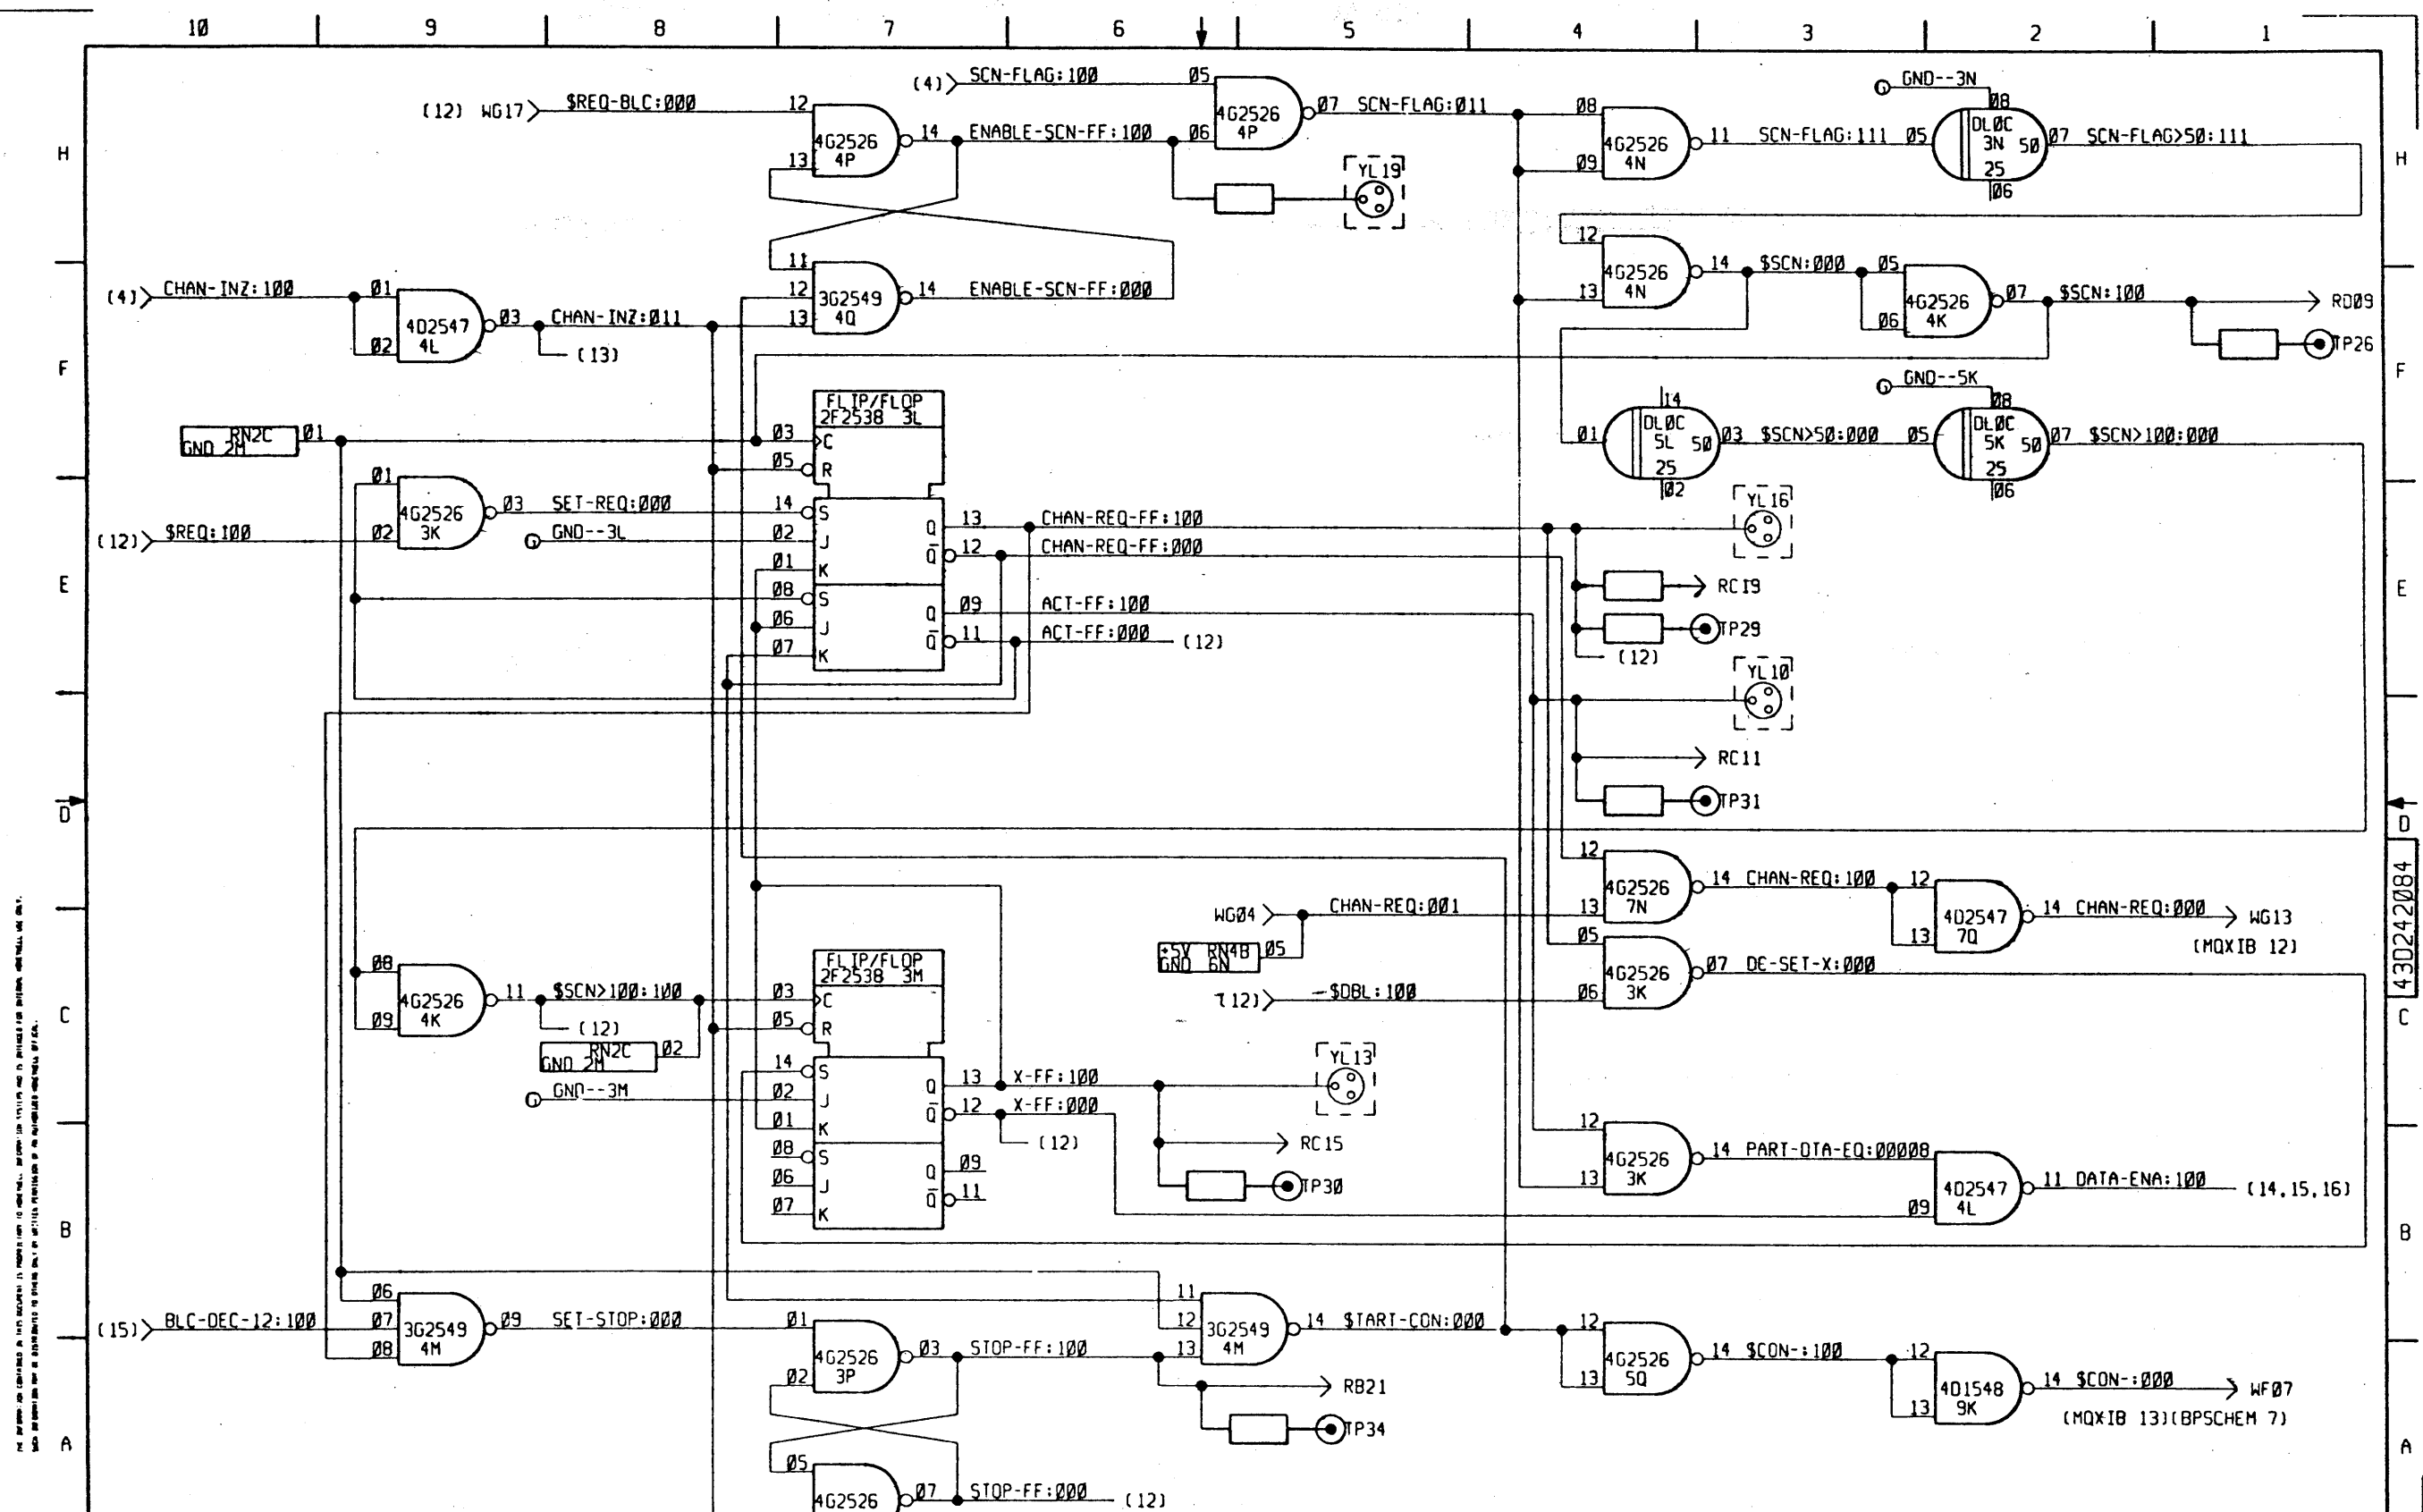 10 9 8 7 6 5 4 3 2 1
H
(12) WG17 $REQ-BLC:000 12
13
4G2526
4P
14 ENABLE-SCN-FF:100
(4) SCN-FLAG:100 05
06
4G2526
4P
07 SCN-FLAG:011
YL19
08
09
4G2526
4N
11 SCN-FLAG:111 05
GND--3N
08
DL0C
3N 50
25
06
07 SCN-FLAG>50:111
H
12
13
4G2526
4N
14 $SCN:000 05
06
4G2526
4K
07 $SCN:100
RD09
TP26
F
(4) CHAN-INZ:100 01
02
4D2547
4L
03 CHAN-INZ:011
(13)
11
12
13
3G2549
4Q
14 ENABLE-SCN-FF:000
F
RN2C 01
GND 2M
FLIP/FLOP
2F2538 3L
03 C
05 R
14 S
02 J
01 K
08 S
06 J
07 K
Q 13 CHAN-REQ-FF:100
Q 12 CHAN-REQ-FF:000
Q 09 ACT-FF:100
Q 11 ACT-FF:000 (12)
01
14
DL0C
5L 50
25
02
03 $SCN>50:000 05
GND--5K
08
DL0C
5K 50
25
06
07 $SCN>100:000
01
02
4G2526
3K
03 SET-REQ:000
(12) $REQ:100
GND--3L
E
YL16
RC19
TP29
(12)
YL10
RC11
TP31
E
D
D
43D242084
12
13
4G2526
7N
14 CHAN-REQ:100 12
13
4D2547
7Q
14 CHAN-REQ:000 WG13
(MQXIB 12)
WG04 CHAN-REQ:001
+5V RN4B 05
GND 6N
(12) $DBL:100
05
06
4G2526
3K
07 DE-SET-X:000
C
08
09
4G2526
4K
11 $SCN>100:100
(12)
RN2C 02
GND 2M
GND--3M
FLIP/FLOP
2F2538 3M
03 C
05 R
14 S
02 J
01 K
08 S
06 J
07 K
Q 13 X-FF:100
Q 12 X-FF:000
(12)
Q 09
Q 11
YL13
RC15
TP30
C
12
13
4G2526
3K
14 PART-DTA-EQ:00008
09
4D2547
4L
11 DATA-ENA:100 (14,15,16)
B
B
(15) BLC-DEC-12:100
06
07
08
3G2549
4M
09 SET-STOP:000 01
02
4G2526
3P
03 STOP-FF:100
11
12
13
3G2549
4M
14 $TART-CON:000 12
13
4G2526
5Q
14 $CON-:100 12
13
4D1548
9K
14 $CON-:000 WF07
(MQXIB 13)(BPSCHEM 7)
RB21
TP34
A
05
4G2526
07 STOP-FF:000 (12)
A